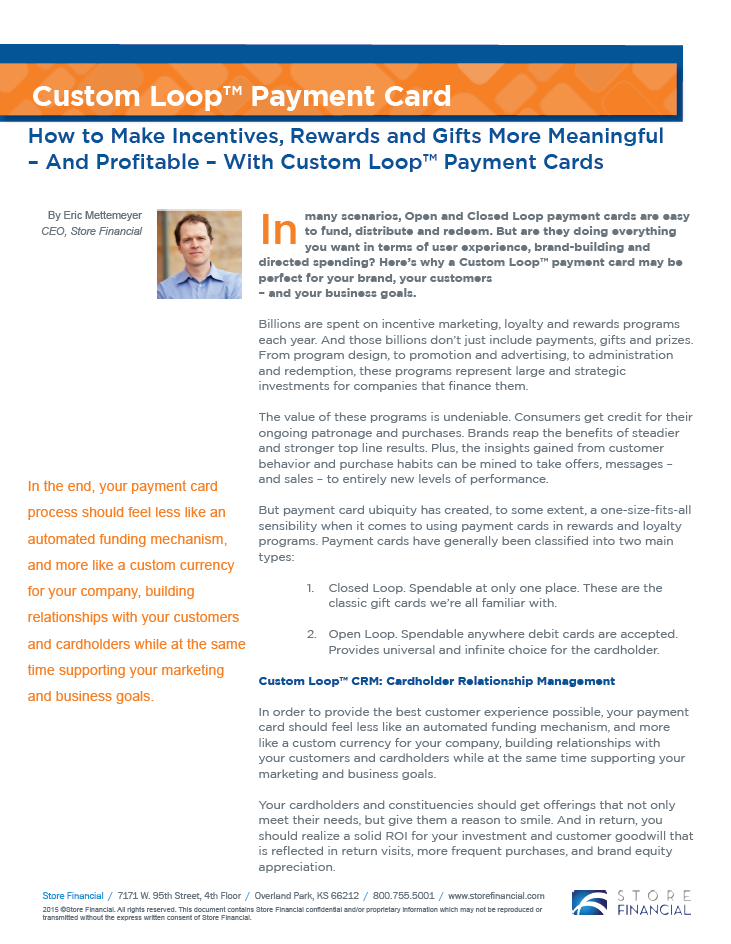 Custom Loop™ Payment Card
How to Make Incentives, Rewards and Gifts More Meaningful
– And Profitable – With Custom Loop™ Payment Cards
By Eric Mettemeyer
CEO, Store Financial
In many scenarios, Open and Closed Loop payment cards are easy
to fund, distribute and redeem. But are they doing everything
you want in terms of user experience, brand-building and
directed spending? Here's why a Custom Loop™ payment card may be
perfect for your brand, your customers
– and your business goals.
Billions are spent on incentive marketing, loyalty and rewards programs
each year. And those billions don't just include payments, gifts and prizes.
From program design, to promotion and advertising, to administration
and redemption, these programs represent large and strategic
investments for companies that finance them.
The value of these programs is undeniable. Consumers get credit for their
ongoing patronage and purchases. Brands reap the benefits of steadier
and stronger top line results. Plus, the insights gained from customer
behavior and purchase habits can be mined to take offers, messages –
and sales – to entirely new levels of performance.
In the end, your payment card
process should feel less like an
automated funding mechanism,
and more like a custom currency
for your company, building
relationships with your customers
and cardholders while at the same
time supporting your marketing
and business goals.
But payment card ubiquity has created, to some extent, a one-size-fits-all
sensibility when it comes to using payment cards in rewards and loyalty
programs. Payment cards have generally been classified into two main
types:
1. Closed Loop. Spendable at only one place. These are the
classic gift cards we're all familiar with.
2. Open Loop. Spendable anywhere debit cards are accepted.
Provides universal and infinite choice for the cardholder.
Custom Loop™ CRM: Cardholder Relationship Management
In order to provide the best customer experience possible, your payment
card should feel less like an automated funding mechanism, and more
like a custom currency for your company, building relationships with
your customers and cardholders while at the same time supporting your
marketing and business goals.
Your cardholders and constituencies should get offerings that not only
meet their needs, but give them a reason to smile. And in return, you
should realize a solid ROI for your investment and customer goodwill that
is reflected in return visits, more frequent purchases, and brand equity
appreciation.
Store Financial / 7171 W. 95th Street, 4th Floor / Overland Park, KS 66212 / 800.755.5001 / www.storefinancial.com
2015 ©Store Financial. All rights reserved. This document contains Store Financial confidential and/or proprietary information which may not be reproduced or
transmitted without the express written consent of Store Financial.
STORE
FINANCIAL